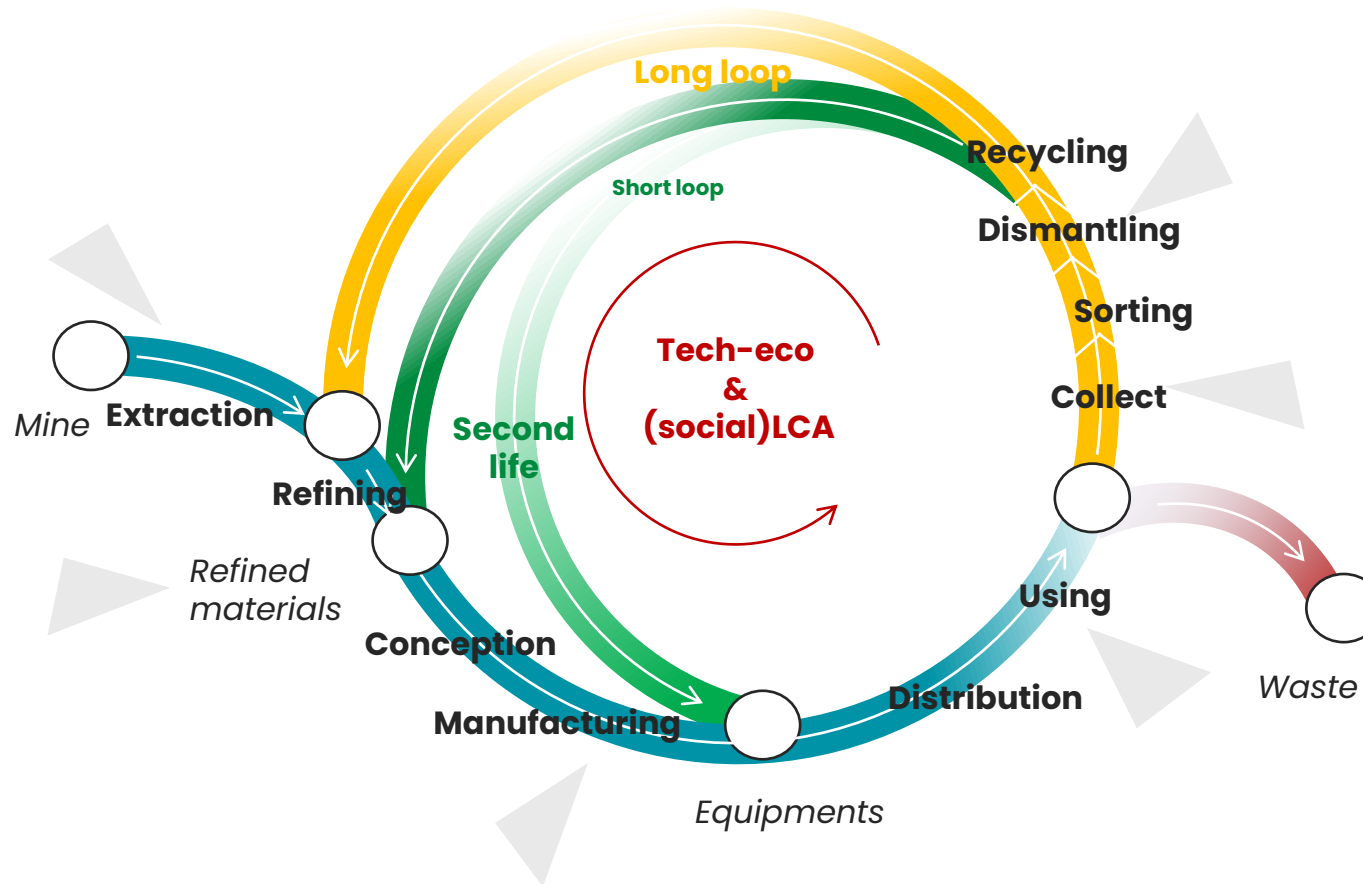 Long loop
Recycling
Short loop
Dismantling
Sorting
Tech-eco
&
(social)LCA
Collect
Mine
Extraction
Second
life
Refining
Refined
materials
Using
Conception
Manufacturing
Distribution
Waste
Equipments